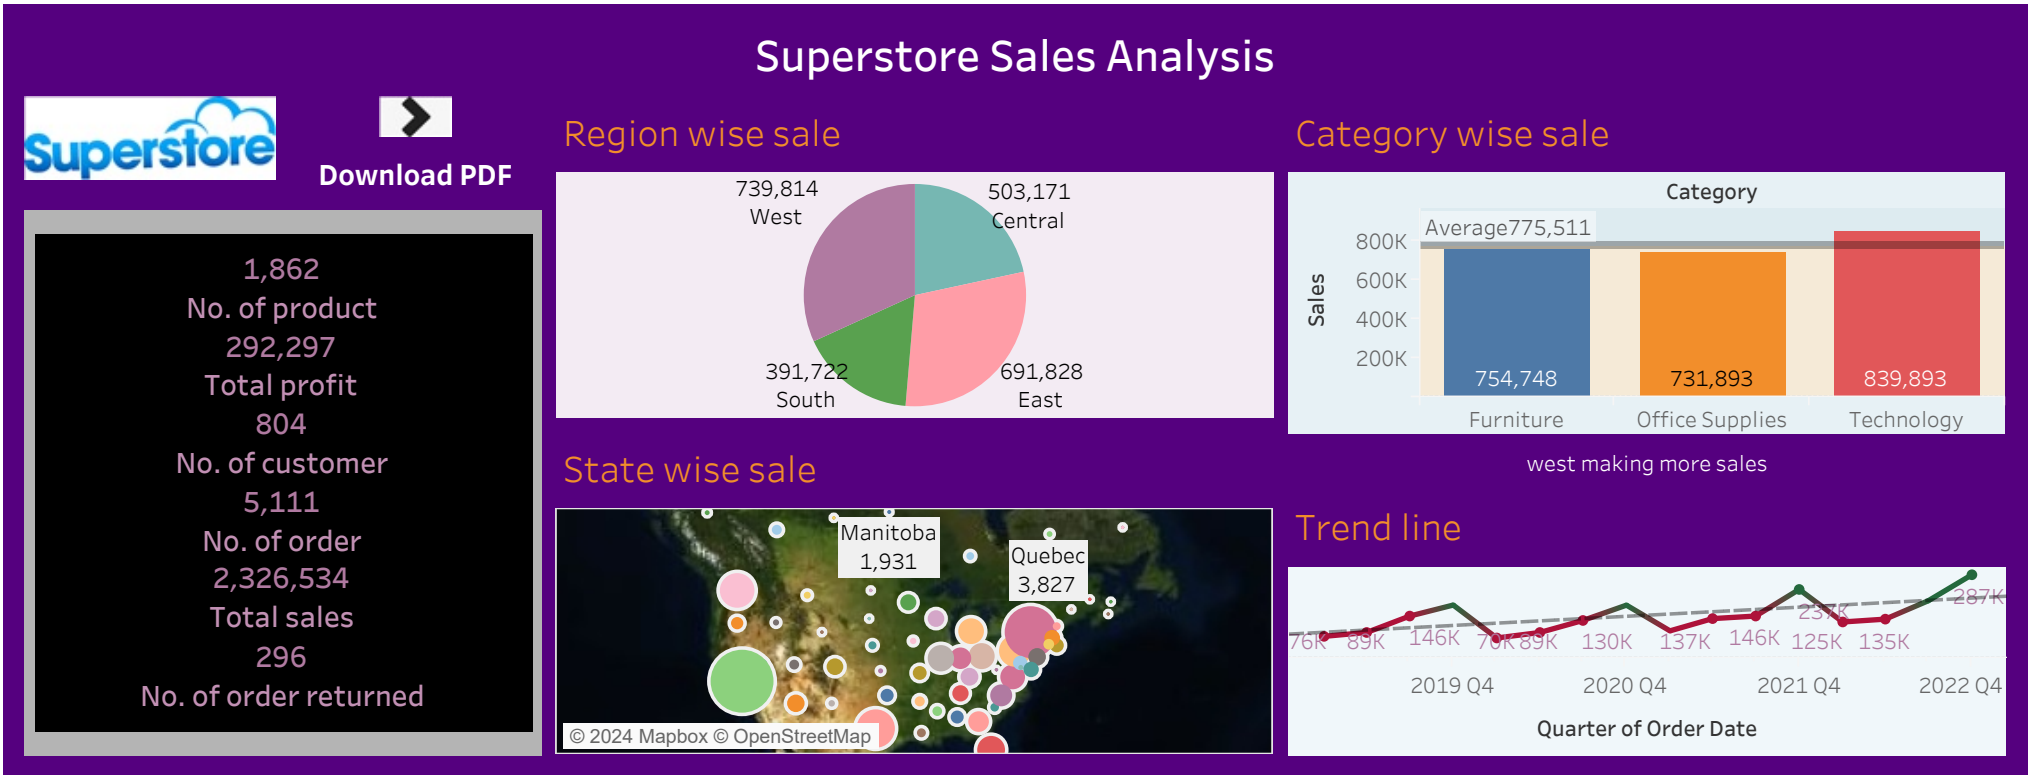 Superstore Sales Analysis
Superstore
Download PDF
1,862
No. of product
292,297
Total profit
804
No. of customer
5,111
No. of order
2,326,534
Total sales
296
No. of order returned
Region wise sale
739,814
West
503,171
Central
391,722
South
691,828
East
State wise sale
Manitoba
1,931
Quebec
3,827
© 2024 Mapbox © OpenStreetMap
Category wise sale
Category
Average775,511
Sales
800K
600K
400K
200K
754,748
731,893
839,893
Furniture
Office Supplies
Technology
west making more sales
Trend line
76K
89K
146K
70K
89K
130K
137K
146K
237K
125K
135K
287K
2019 Q4
2020 Q4
2021 Q4
2022 Q4
Quarter of Order Date